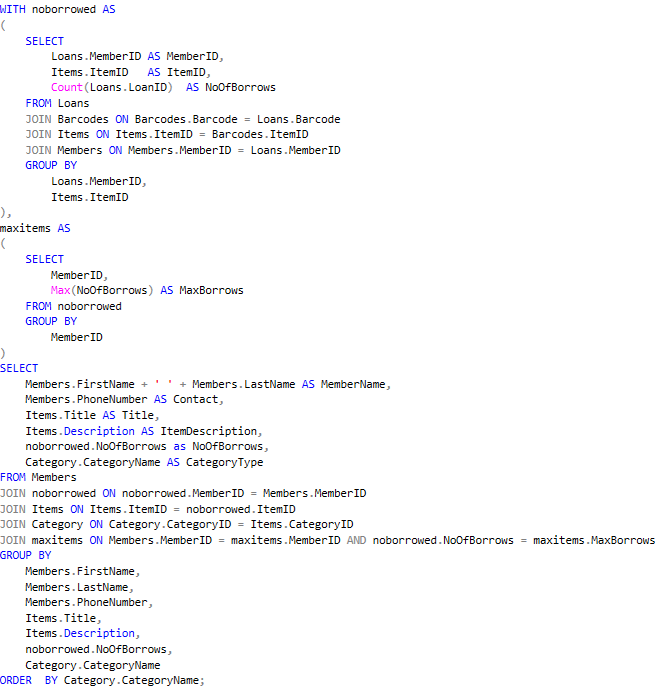 WITH noborrowed AS
(
    SELECT
        Loans.MemberID AS MemberID,
        Items.ItemID   AS ItemID,
        Count(Loans.LoanID)  AS NoOfBorrows
    FROM Loans
    JOIN Barcodes ON Barcodes.Barcode = Loans.Barcode
    JOIN Items ON Items.ItemID = Barcodes.ItemID
    JOIN Members ON Members.MemberID = Loans.MemberID
    GROUP BY
        Loans.MemberID,
        Items.ItemID
),
maxitems AS
(
    SELECT
        MemberID,
        Max(NoOfBorrows) AS MaxBorrows
    FROM noborrowed
    GROUP BY
        MemberID
)
SELECT
    Members.FirstName + ' ' + Members.LastName AS MemberName,
    Members.PhoneNumber AS Contact,
    Items.Title AS Title,
    Items.Description AS ItemDescription,
    noborrowed.NoOfBorrows as NoOfBorrows,
    Category.CategoryName AS CategoryType
FROM Members
JOIN noborrowed ON noborrowed.MemberID = Members.MemberID
JOIN Items ON Items.ItemID = noborrowed.ItemID
JOIN Category ON Category.CategoryID = Items.CategoryID
JOIN maxitems ON Members.MemberID = maxitems.MemberID AND noborrowed.NoOfBorrows = maxitems.MaxBorrows
GROUP BY
    Members.FirstName,
    Members.LastName,
    Members.PhoneNumber,
    Items.Title,
    Items.Description,
    noborrowed.NoOfBorrows,
    Category.CategoryName
ORDER  BY Category.CategoryName;